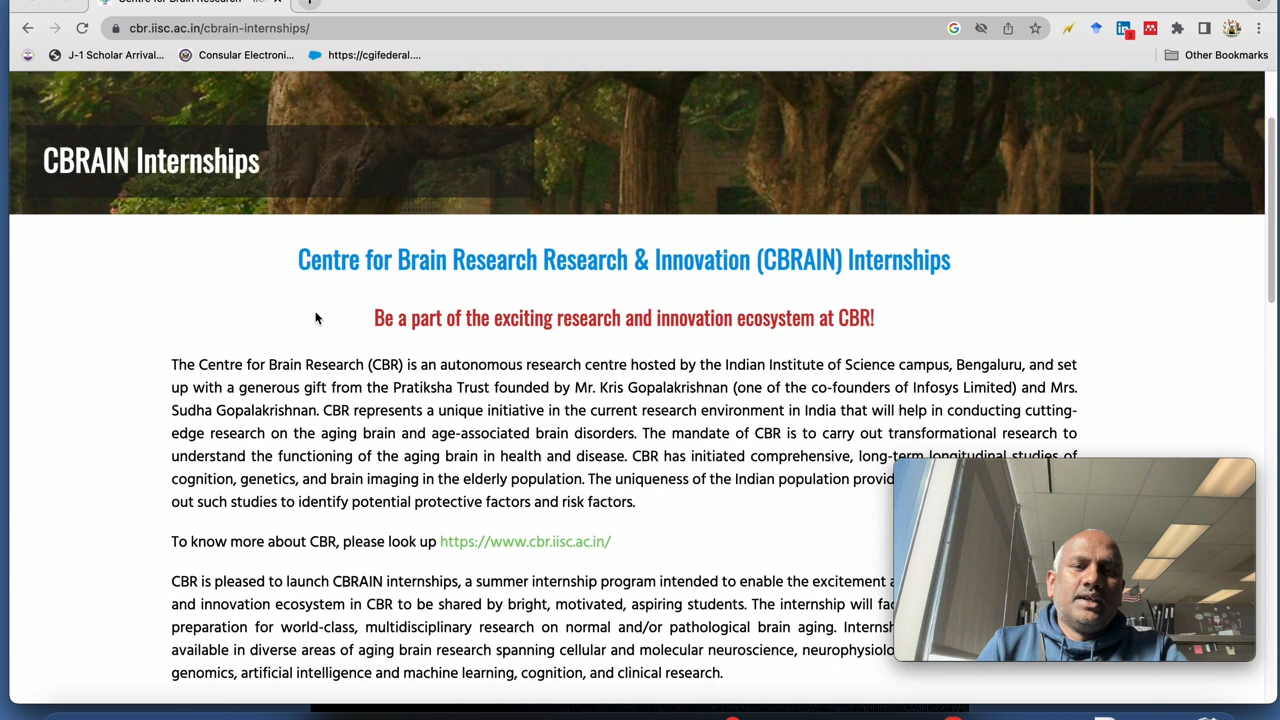 Centre for Brain Research
cbr.iisc.ac.in/cbrain-internships/
3
J-1 Scholar Arrival...
Consular Electroni...
https://cgifederal....
Other Bookmarks
CBRAIN Internships
Centre for Brain Research Research & Innovation (CBRAIN) Internships
Be a part of the exciting research and innovation ecosystem at CBR!
The Centre for Brain Research (CBR) is an autonomous research centre hosted by the Indian Institute of Science campus, Bengaluru, and set
up with a generous gift from the Pratiksha Trust founded by Mr. Kris Gopalakrishnan (one of the co-founders of Infosys Limited) and Mrs.
Sudha Gopalakrishnan. CBR represents a unique initiative in the current research environment in India that will help in conducting cutting-
edge research on the aging brain and age-associated brain disorders. The mandate of CBR is to carry out transformational research to
understand the functioning of the aging brain in health and disease. CBR has initiated comprehensive, long-term longitudinal studies of
cognition, genetics, and brain imaging in the elderly population. The uniqueness of the Indian population provid
out such studies to identify potential protective factors and risk factors.
To know more about CBR, please look up https://www.cbr.iisc.ac.in/
CBR is pleased to launch CBRAIN internships, a summer internship program intended to enable the excitement a
and innovation ecosystem in CBR to be shared by bright, motivated, aspiring students. The internship will fac
preparation for world-class, multidisciplinary research on normal and/or pathological brain aging. Internsh
available in diverse areas of aging brain research spanning cellular and molecular neuroscience, neurophysiolo
genomics, artificial intelligence and machine learning, cognition, and clinical research.